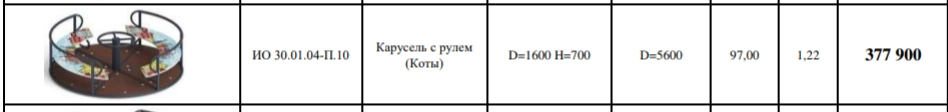 ИО 30.01.04-П.10
Карусель с рулем
(Коты)
D=1600 H=700
D=5600
97,00
1,22
377 900